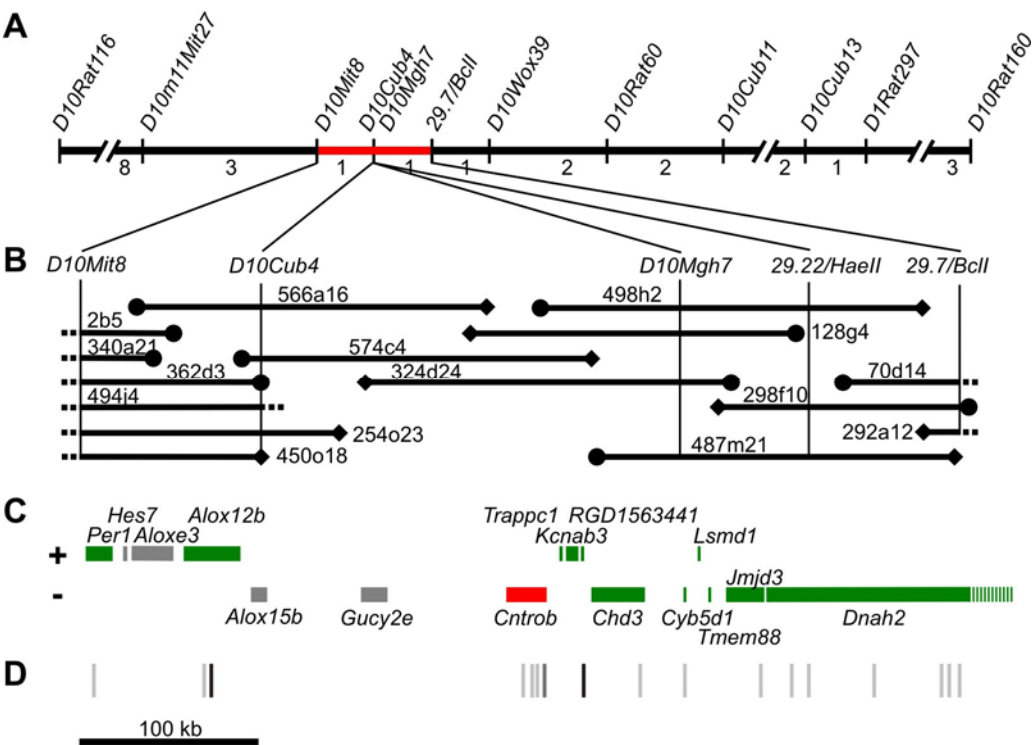 A
D10Rat116
D10m11Mit27
D10Mit8
D10Cub4
D10Mgh7
29.7/BclI
D10Wox39
D10Rat60
D10Cub11
D10Cub13
D1Rat297
D10Rat160
8 3 1 1 1 2 2 2 1 3
B
D10Mit8 D10Cub4 D10Mgh7 29.22/HaeII 29.7/BclI
566a16 498h2
2b5 128g4
340a21 574c4
362d3 324d24 70d14
494j4 298f10
254o23 292a12
450o18 487m21
C
Hes7 Alox12b Trappc1 RGD1563441
Per1 Aloxe3 Kcnab3 Lsmd1
+
Jmjd3
-
Alox15b Gucy2e Cntrob Chd3 Cyb5d1 Dnah2
Tmem88
D
100 kb